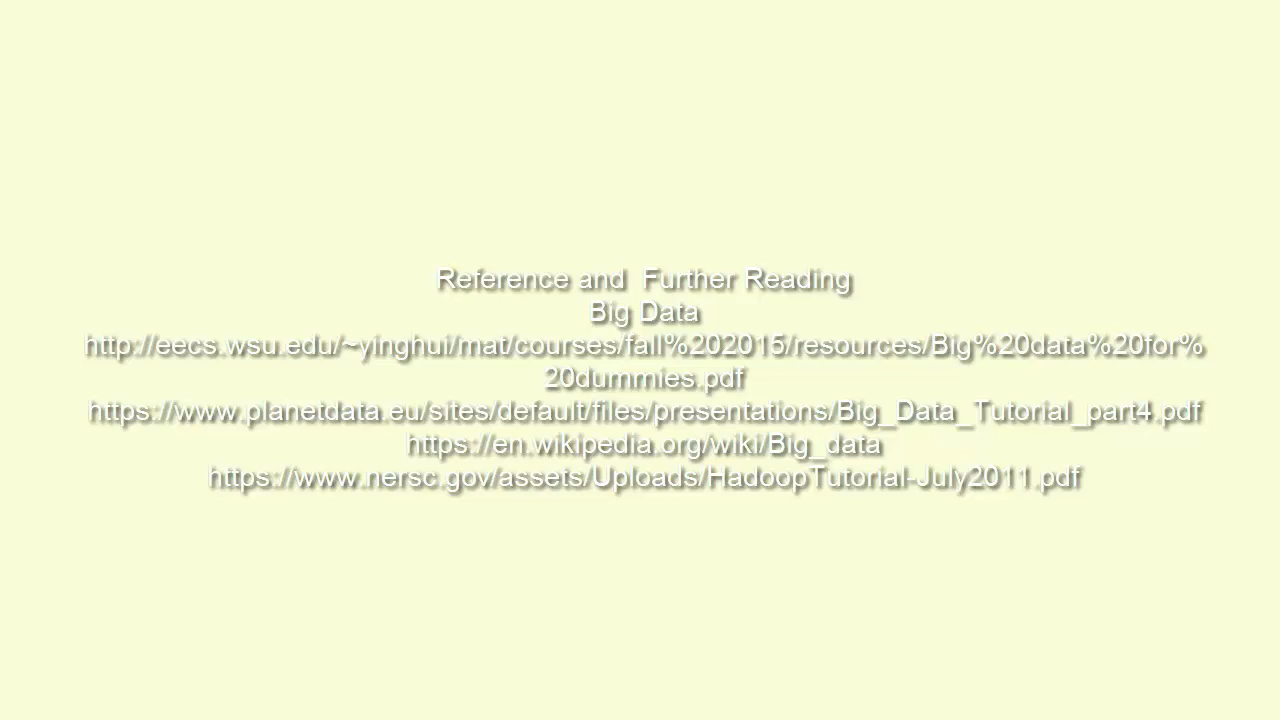 Reference and  Further Reading
Big Data
http://eecs.wsu.edu/~yinghui/mat/courses/fall%202015/resources/Big%20data%20for%
20dummies.pdf
https://www.planetdata.eu/sites/default/files/presentations/Big_Data_Tutorial_part4.pdf
https://en.wikipedia.org/wiki/Big_data
https://www.nersc.gov/assets/Uploads/HadoopTutorial-July2011.pdf